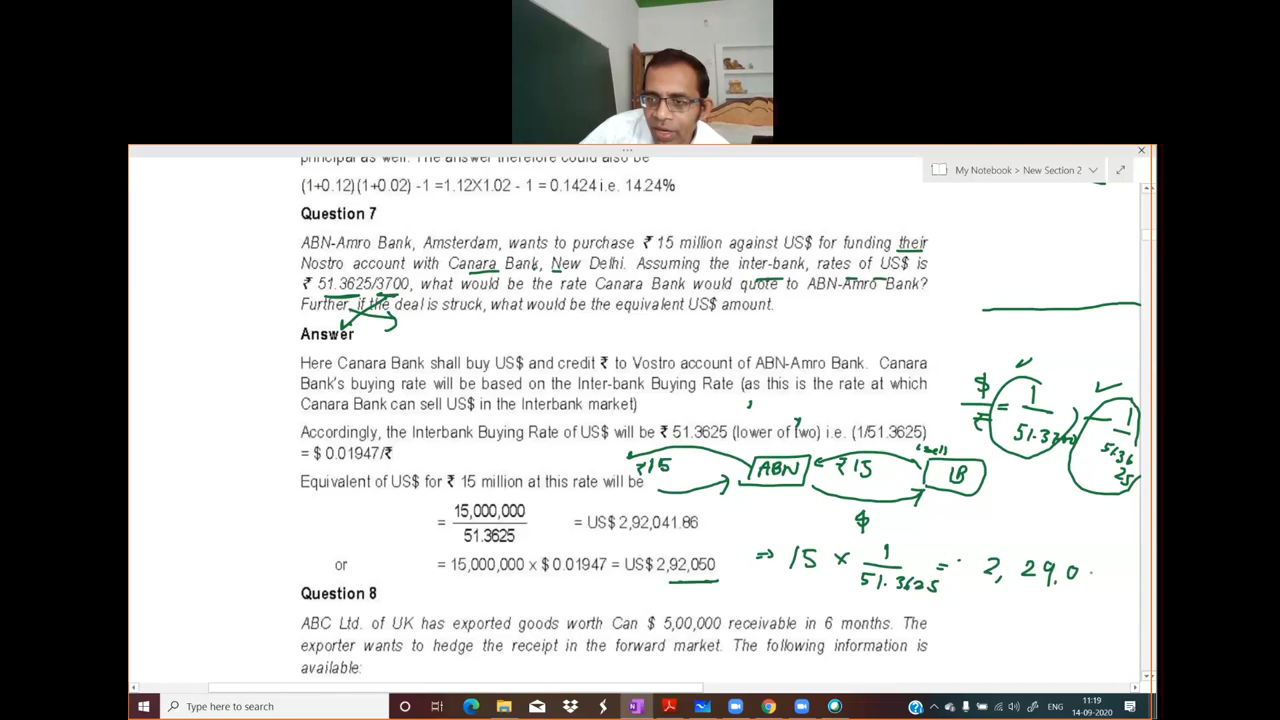 principal as well. The answer therefore could also be
My Notebook > New Section 2
(1+0.12)(1+0.02) -1 =1.12X1.02 - 1 = 0.1424 i.e. 14.24%
Question 7
ABN-Amro Bank, Amsterdam, wants to purchase ₹ 15 million against US$ for funding their
Nostro account with Canara Bank, New Delhi. Assuming the inter-bank, rates of US$ is
₹ 51.3625/3700, what would be the rate Canara Bank would quote to ABN-Amro Bank?
Further, if the deal is struck, what would be the equivalent US$ amount.
Answer
Here Canara Bank shall buy US$ and credit ₹ to Vostro account of ABN-Amro Bank. Canara
Bank's buying rate will be based on the Inter-bank Buying Rate (as this is the rate at which
Canara Bank can sell US$ in the Interbank market)
$/₹ = 1/51.3700 - 1/51.3625
Accordingly, the Interbank Buying Rate of US$ will be ₹ 51.3625 (lower of two) i.e. (1/51.3625)
= $ 0.01947/₹
₹15 ABN ₹15 (sell) IB
Equivalent of US$ for ₹ 15 million at this rate will be
$
= 15,000,000 / 51.3625 = US$ 2,92,041.86
or = 15,000,000 x $ 0.01947 = US$ 2,92,050
⇒ 15 × 1/51.3625 = 2,29,0
Question 8
ABC Ltd. of UK has exported goods worth Can $ 5,00,000 receivable in 6 months. The
exporter wants to hedge the receipt in the forward market. The following information is
available:
Type here to search
ENG
11:19
14-09-2020